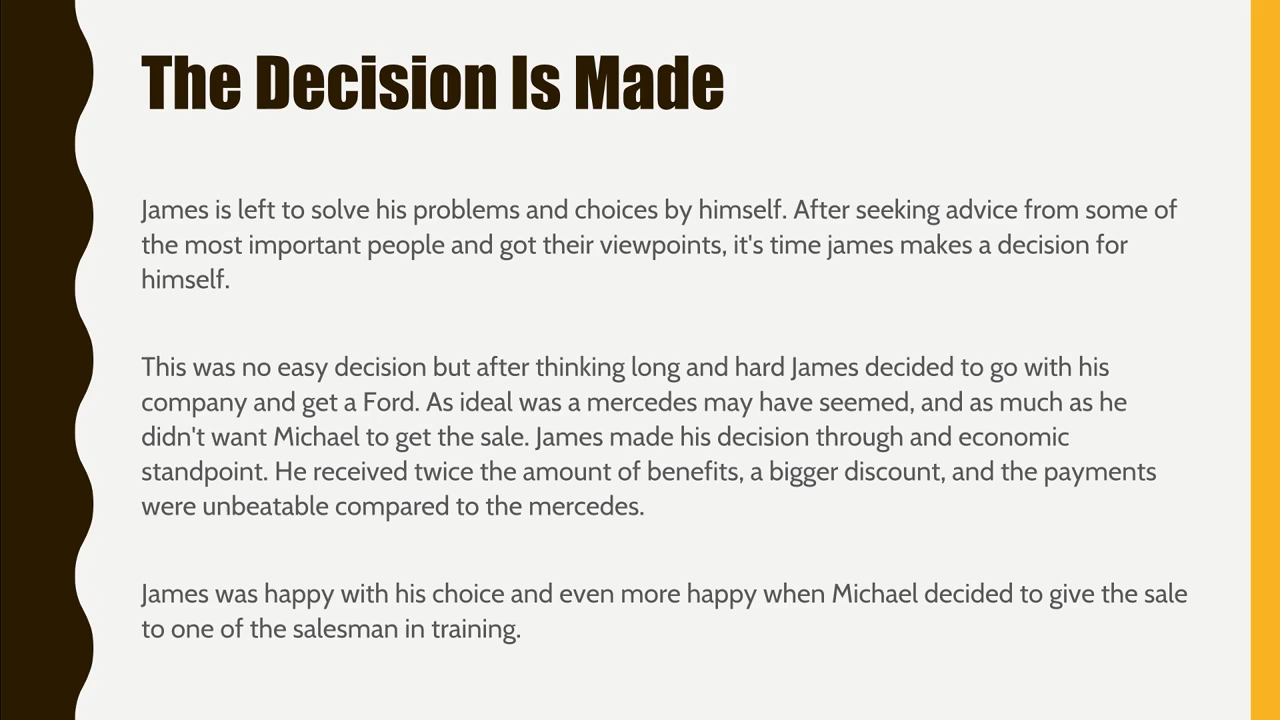 The Decision Is Made
James is left to solve his problems and choices by himself. After seeking advice from some of
the most important people and got their viewpoints, it's time james makes a decision for
himself.
This was no easy decision but after thinking long and hard James decided to go with his
company and get a Ford. As ideal was a mercedes may have seemed, and as much as he
didn't want Michael to get the sale. James made his decision through and economic
standpoint. He received twice the amount of benefits, a bigger discount, and the payments
were unbeatable compared to the mercedes.
James was happy with his choice and even more happy when Michael decided to give the sale
to one of the salesman in training.